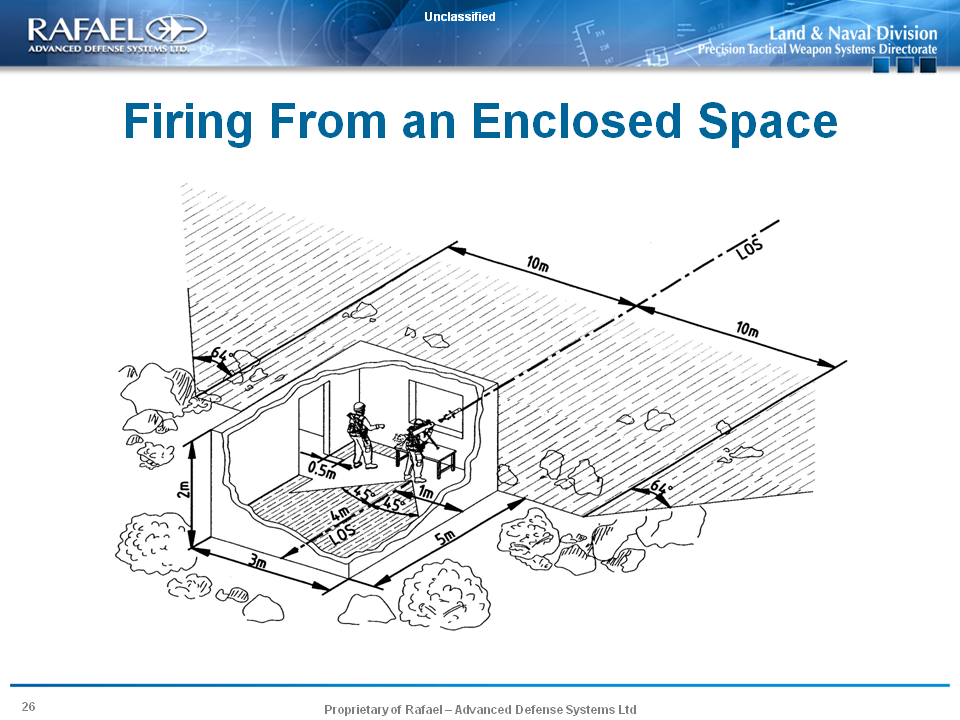 Unclassified
RAFAEL
ADVANCED DEFENSE SYSTEMS LTD.
Land & Naval Division
Precision Tactical Weapon Systems Directorate
Firing From an Enclosed Space
LOS
10m
10m
64°
64°
0.5m
45°
45°
1m
4m
LOS
2m
5m
3m
26
Proprietary of Rafael – Advanced Defense Systems Ltd